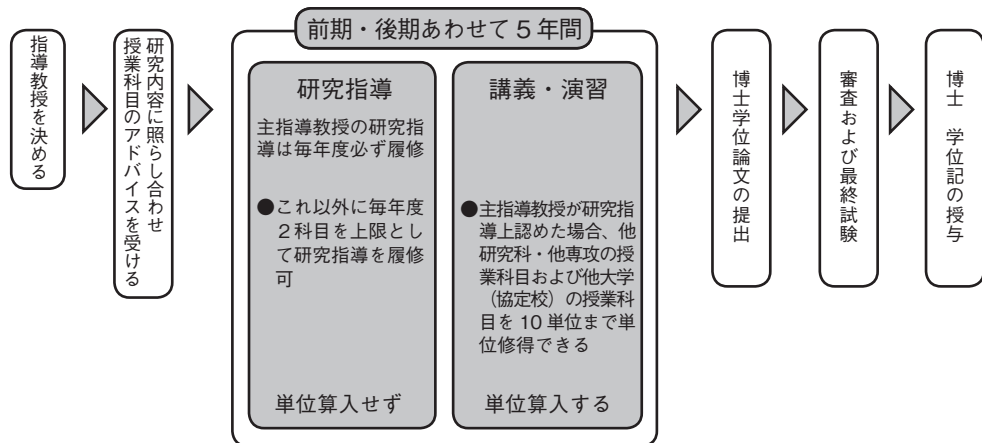 指導教授を決める
研究内容に照らし合わせ
授業科目のアドバイスを受ける
前期・後期あわせて５年間
研究指導
主指導教授の研究指
導は毎年度必ず履修
●これ以外に毎年度
２科目を上限とし
て研究指導を履修
可
単位算入せず
講義・演習
●主指導教授が研究指
導上認めた場合、他
研究科・他専攻の授
業科目および他大学
（協定校）の授業科
目を10単位まで単
位修得できる
単位算入する
博士学位論文の提出
審査および最終試験
博士　学位記の授与